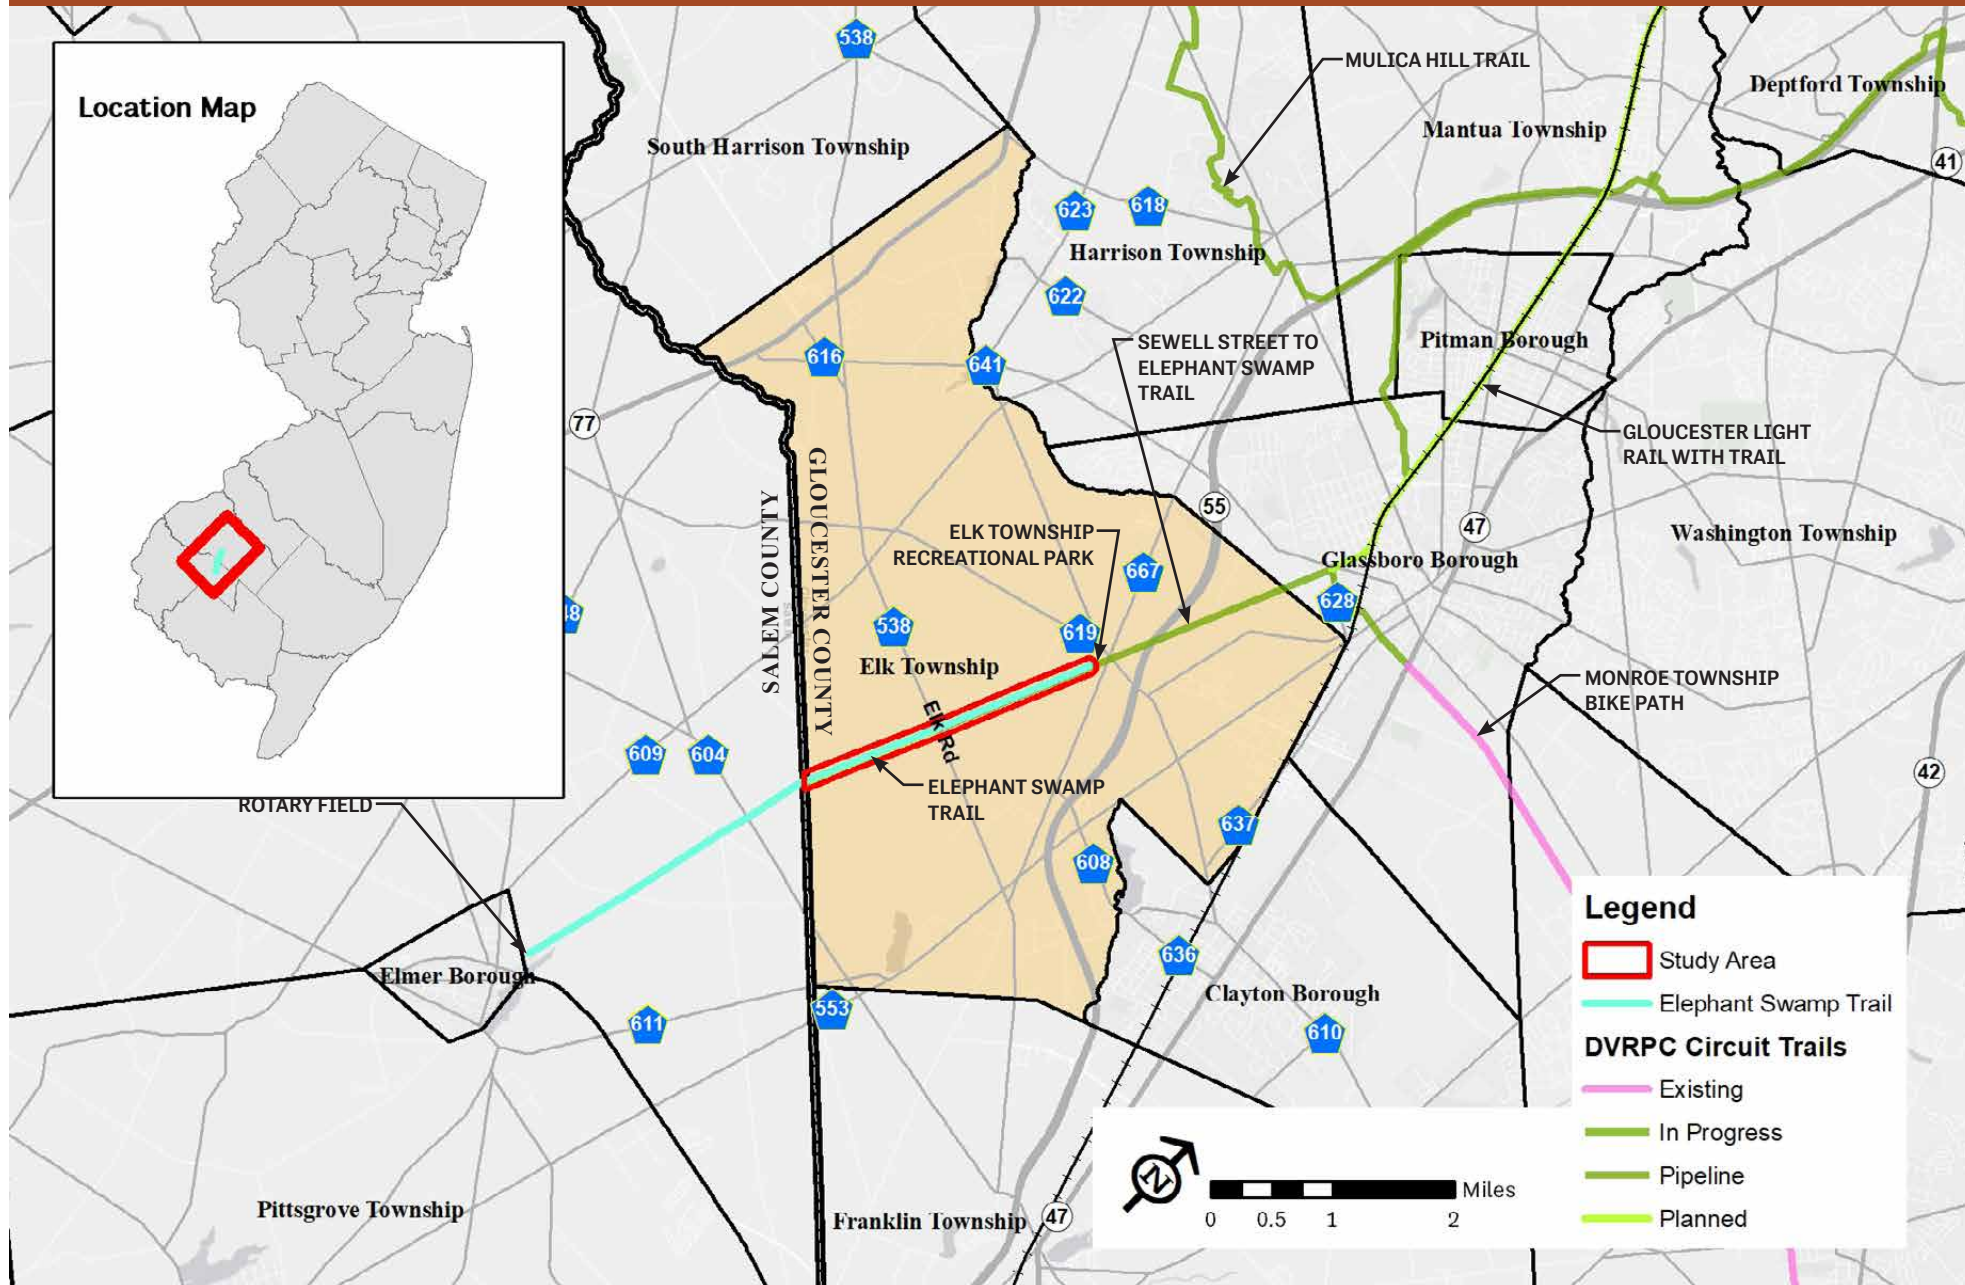 Location Map
538
MULICA HILL TRAIL
Deptford Township
Mantua Township
South Harrison Township
41
623
618
Harrison Township
622
SEWELL STREET TO
ELEPHANT SWAMP
TRAIL
Pitman Borough
616
641
77
GLOUCESTER LIGHT
RAIL WITH TRAIL
SALEM COUNTY
GLOUCESTER COUNTY
55
47
ELK TOWNSHIP
RECREATIONAL PARK
Washington Township
Glassboro Borough
667
628
538
619
Elk Township
Elk Rd
MONROE TOWNSHIP
BIKE PATH
609
604
42
ELEPHANT SWAMP
TRAIL
ROTARY FIELD
637
608
Elmer Borough
636
Clayton Borough
553
611
610
Pittsgrove Township
Franklin Township
47
N
Miles
0 0.5 1 2
Legend
Study Area
Elephant Swamp Trail
DVRPC Circuit Trails
Existing
In Progress
Pipeline
Planned